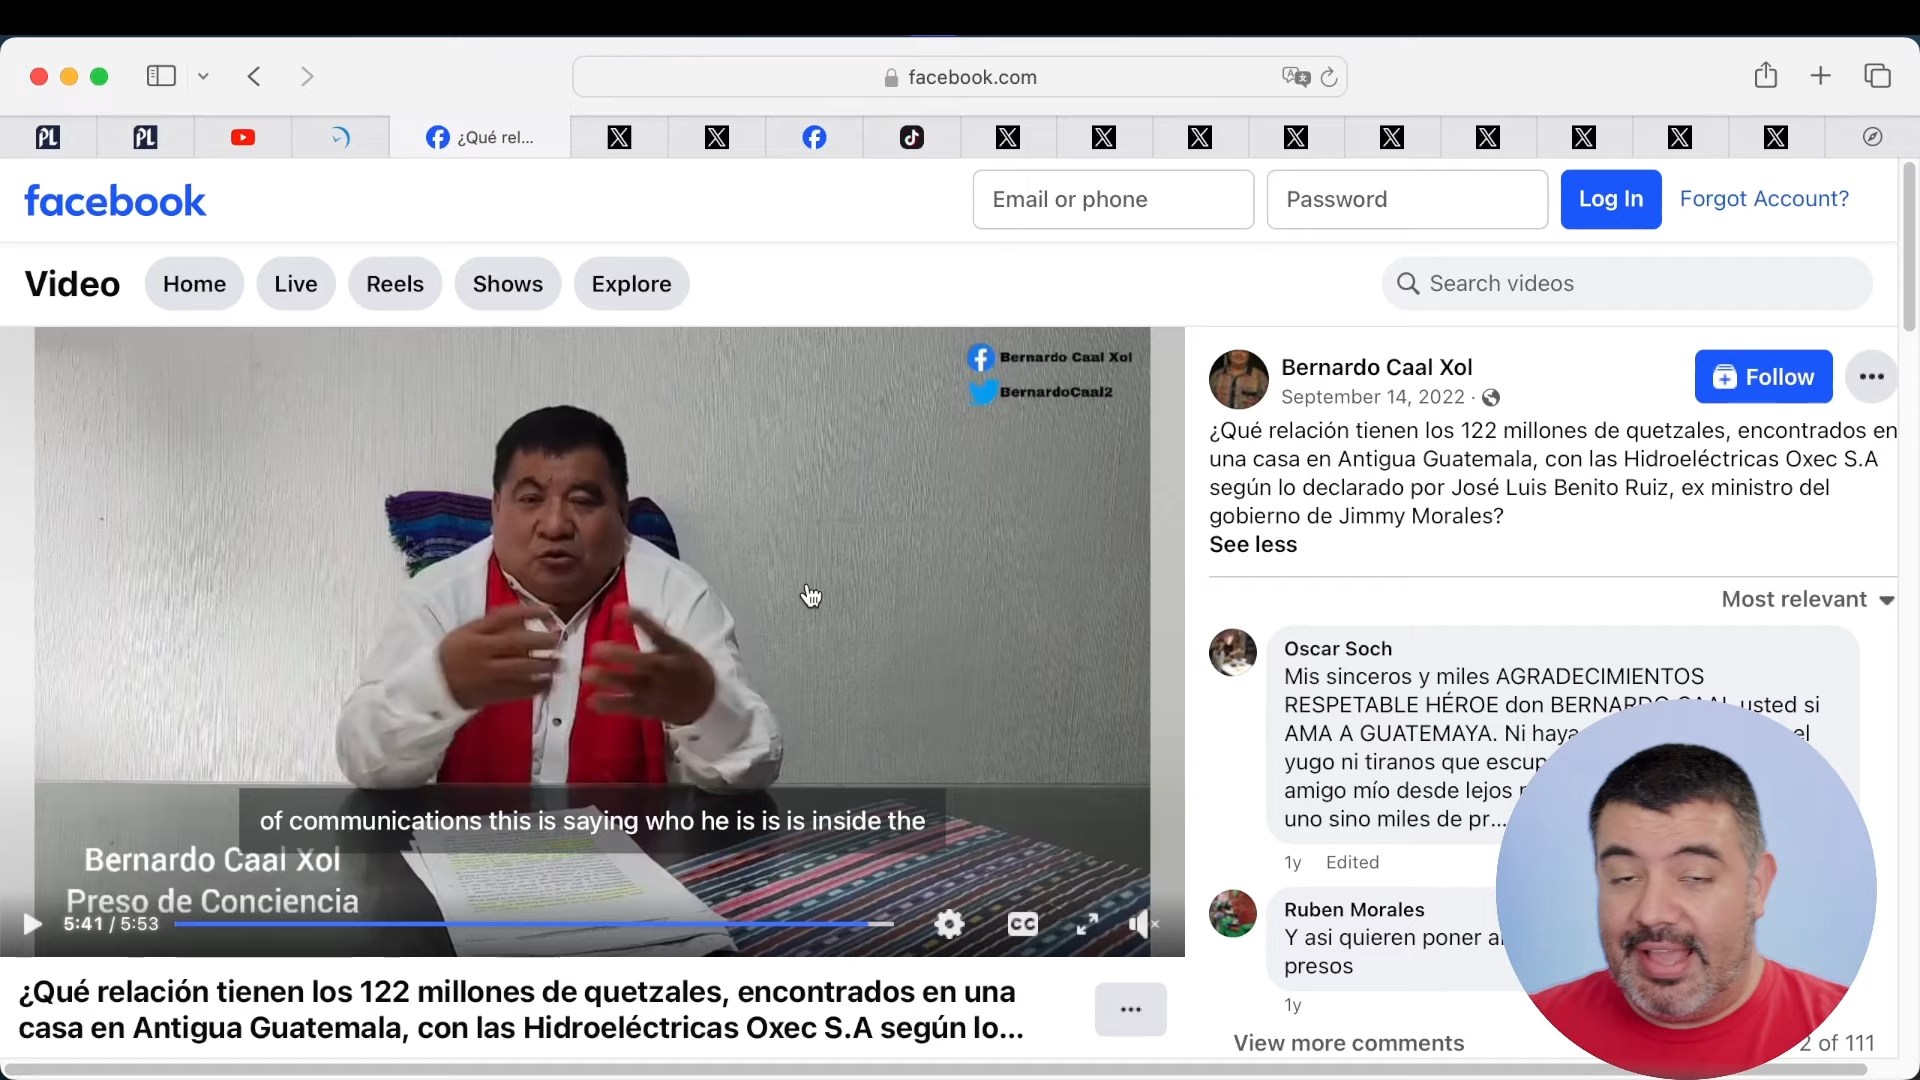 facebook.com
¿Qué rel...
facebook
Email or phone
Password
Log In
Forgot Account?
Video
Home
Live
Reels
Shows
Explore
Search videos
Bernardo Caal Xol
BernardoCaal2
of communications this is saying who he is is is inside the
Bernardo Caal Xol
Preso de Conciencia
5:41 / 5:53
CC
¿Qué relación tienen los 122 millones de quetzales, encontrados en una
casa en Antigua Guatemala, con las Hidroeléctricas Oxec S.A según lo...
Bernardo Caal Xol
Follow
September 14, 2022 ·
¿Qué relación tienen los 122 millones de quetzales, encontrados en
una casa en Antigua Guatemala, con las Hidroeléctricas Oxec S.A
según lo declarado por José Luis Benito Ruiz, ex ministro del
gobierno de Jimmy Morales?
See less
Most relevant
Oscar Soch
Mis sinceros y miles AGRADECIMIENTOS
RESPETABLE HÉROE don BERNARDO CAAL usted si
AMA A GUATEMAYA. Ni haya el
yugo ni tiranos que escup
amigo mío desde lejos
uno sino miles de pr...
1y Edited
Ruben Morales
Y asi quieren poner
presos
1y
View more comments
2 of 111